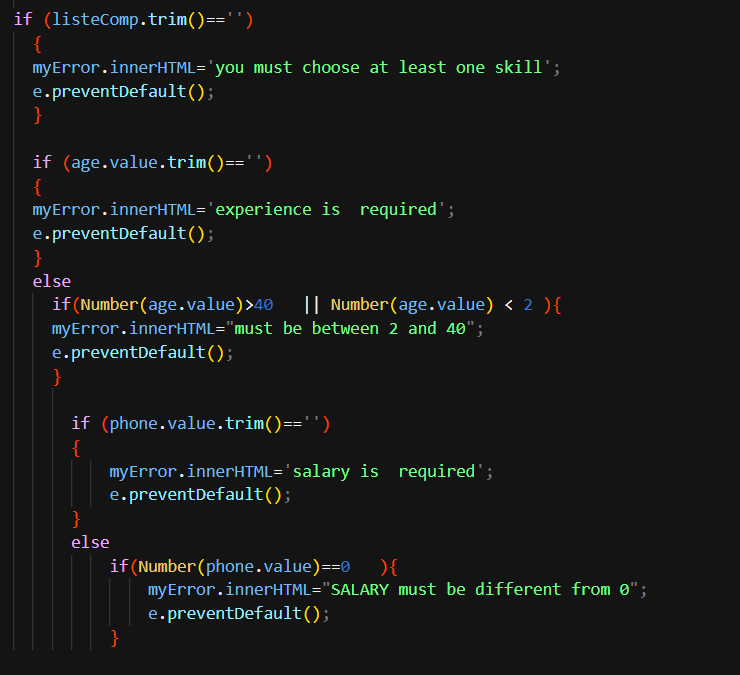 if (listeComp.trim()=='')
{
myError.innerHTML='you must choose at least one skill';
e.preventDefault();
}
if (age.value.trim()=='')
{
myError.innerHTML='experience is  required';
e.preventDefault();
}
else
if(Number(age.value)>40   || Number(age.value) < 2 ){
myError.innerHTML="must be between 2 and 40";
e.preventDefault();
}
if (phone.value.trim()=='')
{
myError.innerHTML='salary is  required';
e.preventDefault();
}
else
if(Number(phone.value)==0   ){
myError.innerHTML="SALARY must be different from 0";
e.preventDefault();
}